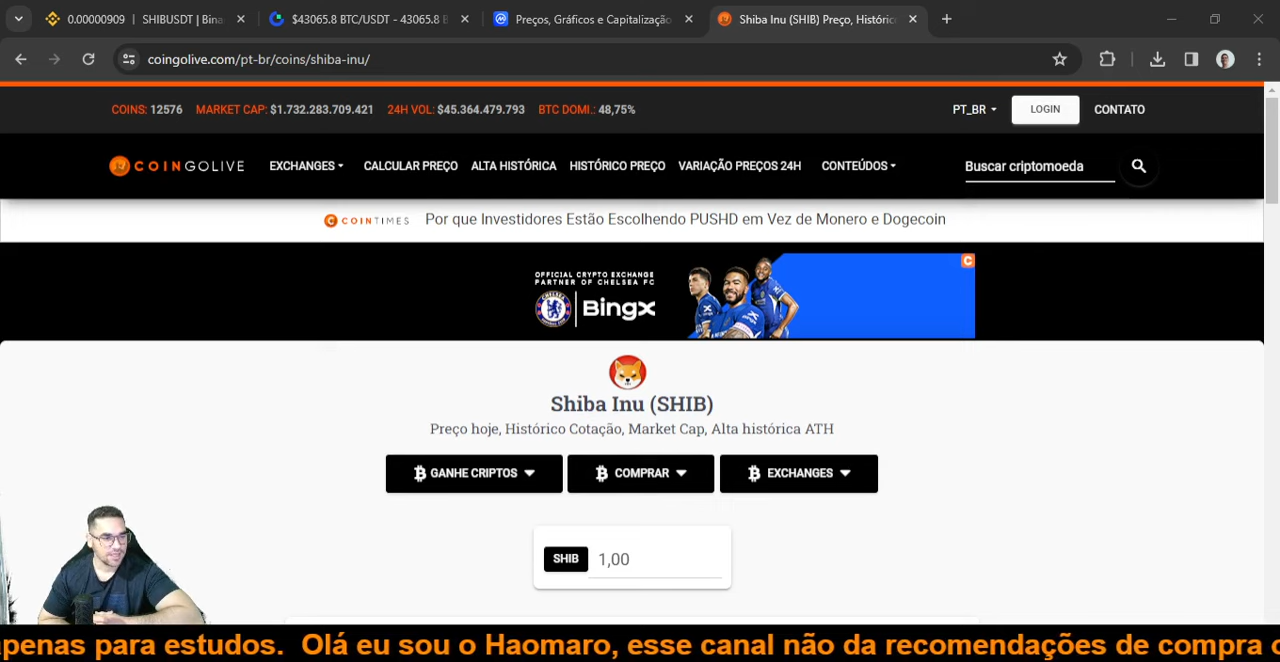 0.00000909 | SHIBUSDT | Bina
$43065.8 BTC/USDT - 43065.8 B
Preços, Gráficos e Capitalização
Shiba Inu (SHIB) Preço, Histórico
coingolive.com/pt-br/coins/shiba-inu/
COINS: 12576 MARKET CAP: $1.732.283.709.421 24H VOL: $45.364.479.793 BTC DOMI.: 48,75%
PT_BR LOGIN CONTATO
COINGOLIVE EXCHANGES CALCULAR PREÇO ALTA HISTÓRICA HISTÓRICO PREÇO VARIAÇÃO PREÇOS 24H CONTEÚDOS Buscar criptomoeda
COINTIMES Por que Investidores Estão Escolhendo PUSHD em Vez de Monero e Dogecoin
OFFICIAL CRYPTO EXCHANGE
PARTNER OF CHELSEA FC
BingX
Shiba Inu (SHIB)
Preço hoje, Histórico Cotação, Market Cap, Alta histórica ATH
GANHE CRIPTOS COMPRAR EXCHANGES
SHIB 1,00
apenas para estudos. Olá eu sou o Haomaro, esse canal não da recomendações de compra